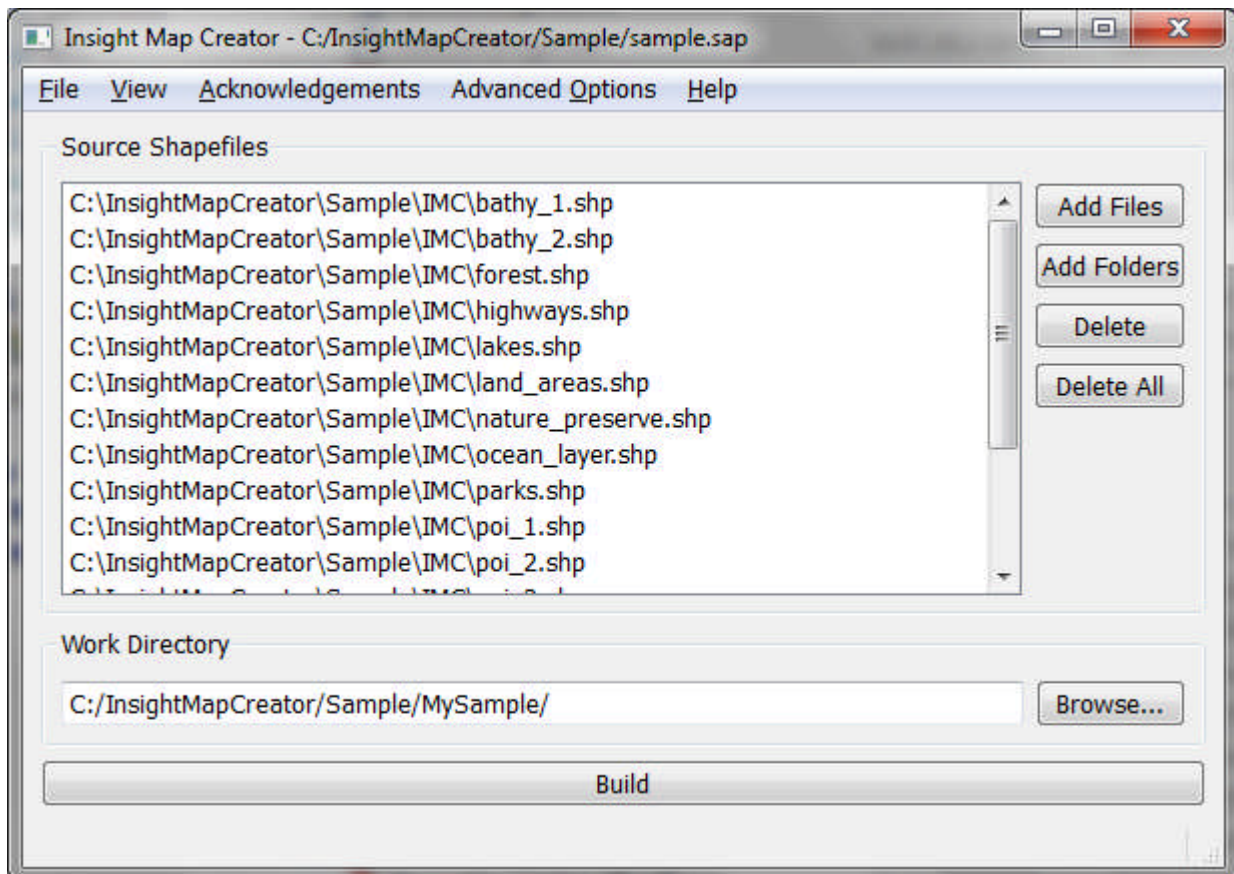 Insight Map Creator - C:/InsightMapCreator/Sample/sample.sap
File View Acknowledgements Advanced Options Help
Source Shapefiles
C:\InsightMapCreator\Sample\IMC\bathy_1.shp
C:\InsightMapCreator\Sample\IMC\bathy_2.shp
C:\InsightMapCreator\Sample\IMC\forest.shp
C:\InsightMapCreator\Sample\IMC\highways.shp
C:\InsightMapCreator\Sample\IMC\lakes.shp
C:\InsightMapCreator\Sample\IMC\land_areas.shp
C:\InsightMapCreator\Sample\IMC\nature_preserve.shp
C:\InsightMapCreator\Sample\IMC\ocean_layer.shp
C:\InsightMapCreator\Sample\IMC\parks.shp
C:\InsightMapCreator\Sample\IMC\poi_1.shp
C:\InsightMapCreator\Sample\IMC\poi_2.shp
Add Files
Add Folders
Delete
Delete All
Work Directory
C:/InsightMapCreator/Sample/MySample/
Browse...
Build